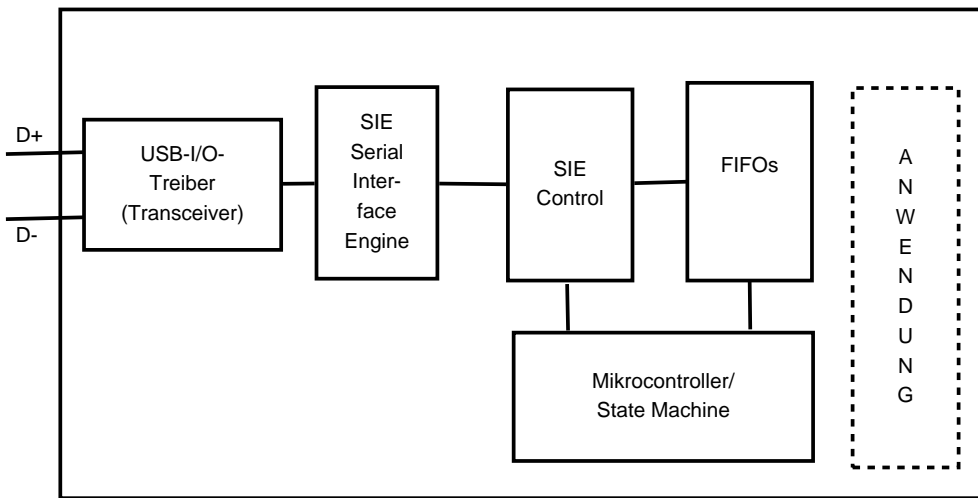 D+
D-
USB-I/O-
Treiber
(Transceiver)
SIE
Serial
Inter-
face
Engine
SIE
Control
FIFOs
Mikrocontroller/
State Machine
A
N
W
E
N
D
U
N
G